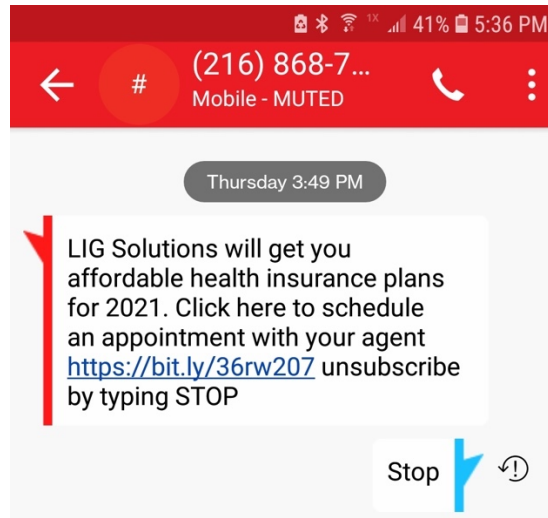 1X 41% 5:36 PM
# (216) 868-7...
Mobile - MUTED
Thursday 3:49 PM
LIG Solutions will get you
affordable health insurance plans
for 2021. Click here to schedule
an appointment with your agent
https://bit.ly/36rw207 unsubscribe
by typing STOP
Stop